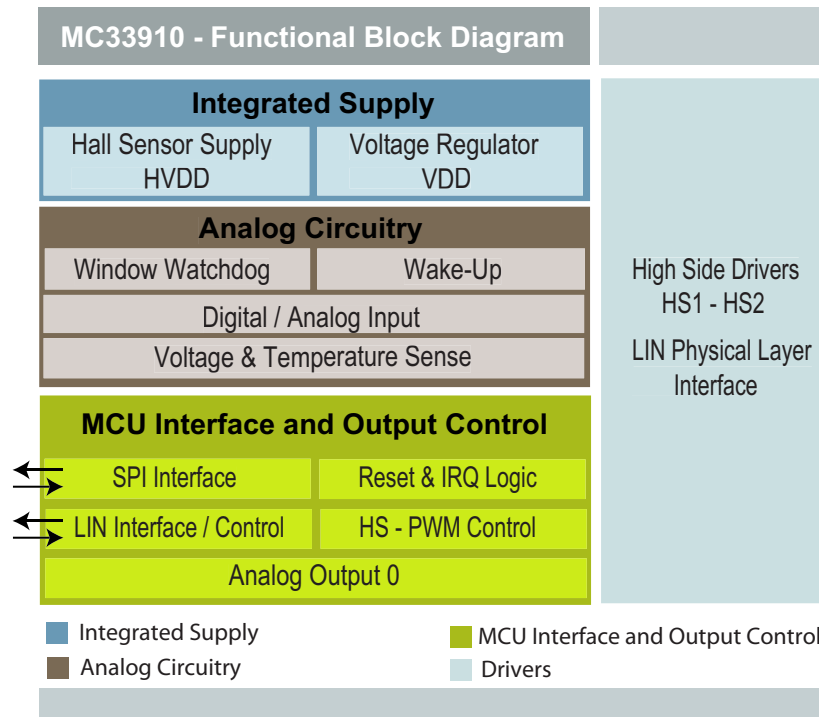 MC33910 - Functional Block Diagram
Integrated Supply
Hall Sensor Supply
HVDD
Voltage Regulator
VDD
Analog Circuitry
Window Watchdog
Wake-Up
Digital / Analog Input
Voltage & Temperature Sense
MCU Interface and Output Control
SPI Interface
Reset & IRQ Logic
LIN Interface / Control
HS - PWM Control
Analog Output 0
High Side Drivers
HS1 - HS2
LIN Physical Layer
Interface
Integrated Supply
Analog Circuitry
MCU Interface and Output Control
Drivers